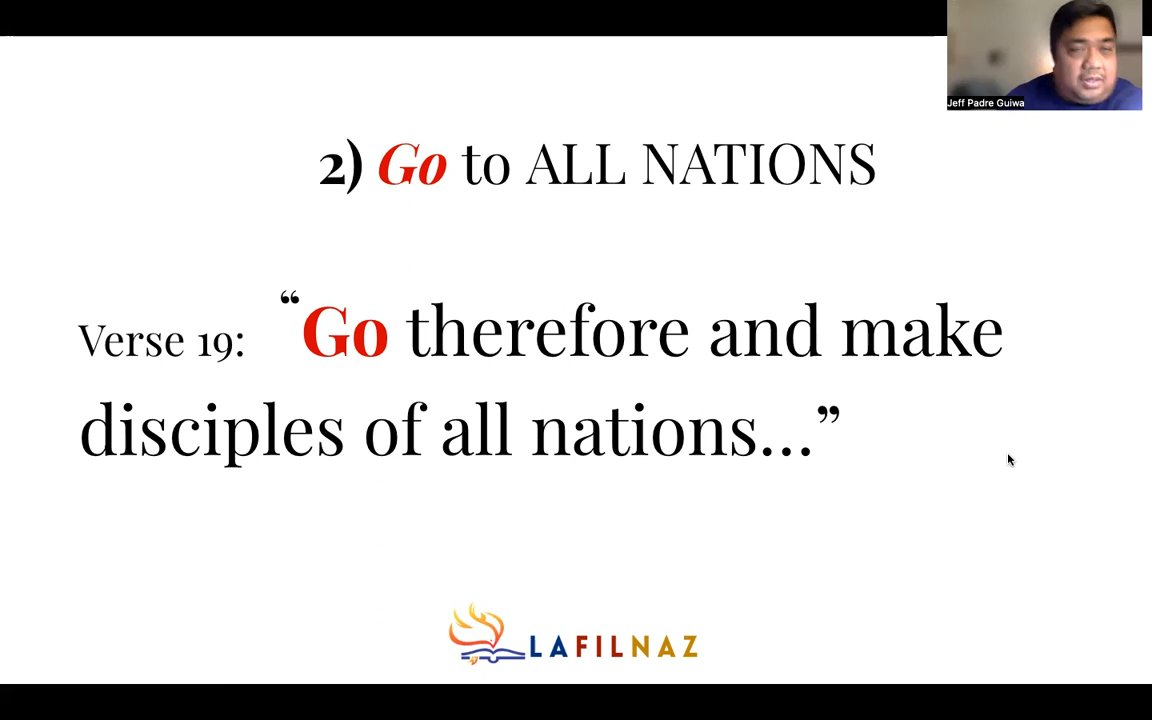 Jeff Padre Guiwa
2) Go to ALL NATIONS
Verse 19: “Go therefore and make
disciples of all nations...”
LAFILNAZ